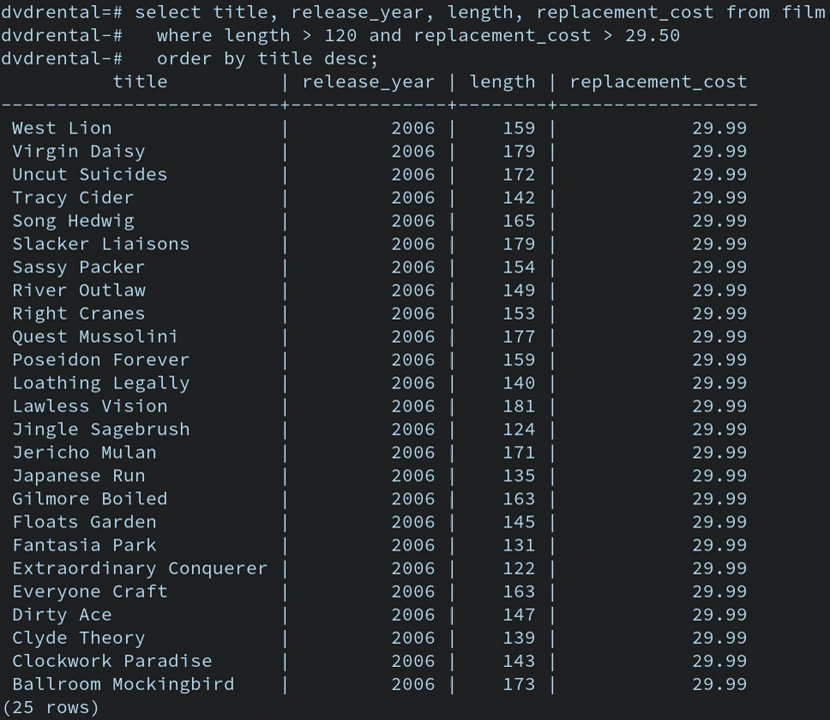 dvdrental=# select title, release_year, length, replacement_cost from film
dvdrental-#   where length > 120 and replacement_cost > 29.50
dvdrental-#   order by title desc;
          title          | release_year | length | replacement_cost
-------------------------+--------------+--------+------------------
 West Lion               |         2006 |    159 |            29.99
 Virgin Daisy            |         2006 |    179 |            29.99
 Uncut Suicides          |         2006 |    172 |            29.99
 Tracy Cider             |         2006 |    142 |            29.99
 Song Hedwig             |         2006 |    165 |            29.99
 Slacker Liaisons        |         2006 |    179 |            29.99
 Sassy Packer            |         2006 |    154 |            29.99
 River Outlaw            |         2006 |    149 |            29.99
 Right Cranes            |         2006 |    153 |            29.99
 Quest Mussolini         |         2006 |    177 |            29.99
 Poseidon Forever        |         2006 |    159 |            29.99
 Loathing Legally        |         2006 |    140 |            29.99
 Lawless Vision          |         2006 |    181 |            29.99
 Jingle Sagebrush        |         2006 |    124 |            29.99
 Jericho Mulan           |         2006 |    171 |            29.99
 Japanese Run            |         2006 |    135 |            29.99
 Gilmore Boiled          |         2006 |    163 |            29.99
 Floats Garden           |         2006 |    145 |            29.99
 Fantasia Park           |         2006 |    131 |            29.99
 Extraordinary Conquerer |         2006 |    122 |            29.99
 Everyone Craft          |         2006 |    163 |            29.99
 Dirty Ace               |         2006 |    147 |            29.99
 Clyde Theory            |         2006 |    139 |            29.99
 Clockwork Paradise      |         2006 |    143 |            29.99
 Ballroom Mockingbird    |         2006 |    173 |            29.99
(25 rows)